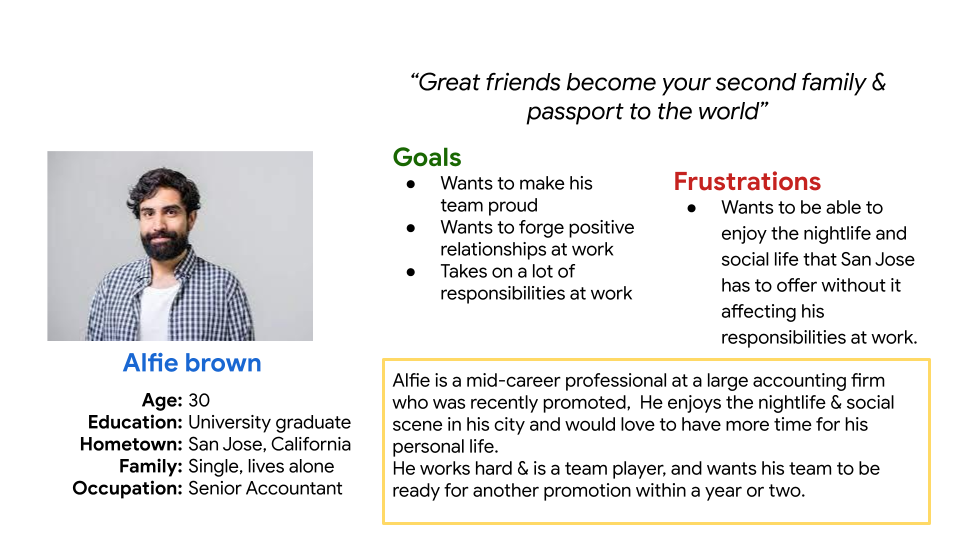 “Great friends become your second family &
passport to the world”
Goals
● Wants to make his
team proud
● Wants to forge positive
relationships at work
● Takes on a lot of
responsibilities at work
Frustrations
● Wants to be able to
enjoy the nightlife and
social life that San Jose
has to offer without it
affecting his
responsibilities at work.
Alfie brown
Age: 30
Education: University graduate
Hometown: San Jose, California
Family: Single, lives alone
Occupation: Senior Accountant
Alfie is a mid-career professional at a large accounting firm
who was recently promoted,  He enjoys the nightlife & social
scene in his city and would love to have more time for his
personal life.
He works hard & is a team player, and wants his team to be
ready for another promotion within a year or two.